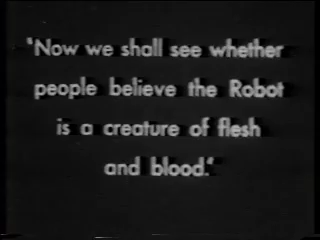 "Now we shall see whether
people believe the Robot
is a creature of flesh
and blood."